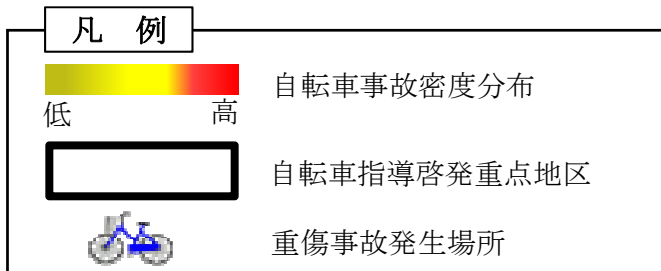 凡 例
自転車事故密度分布
低 高
自転車指導啓発重点地区
重傷事故発生場所